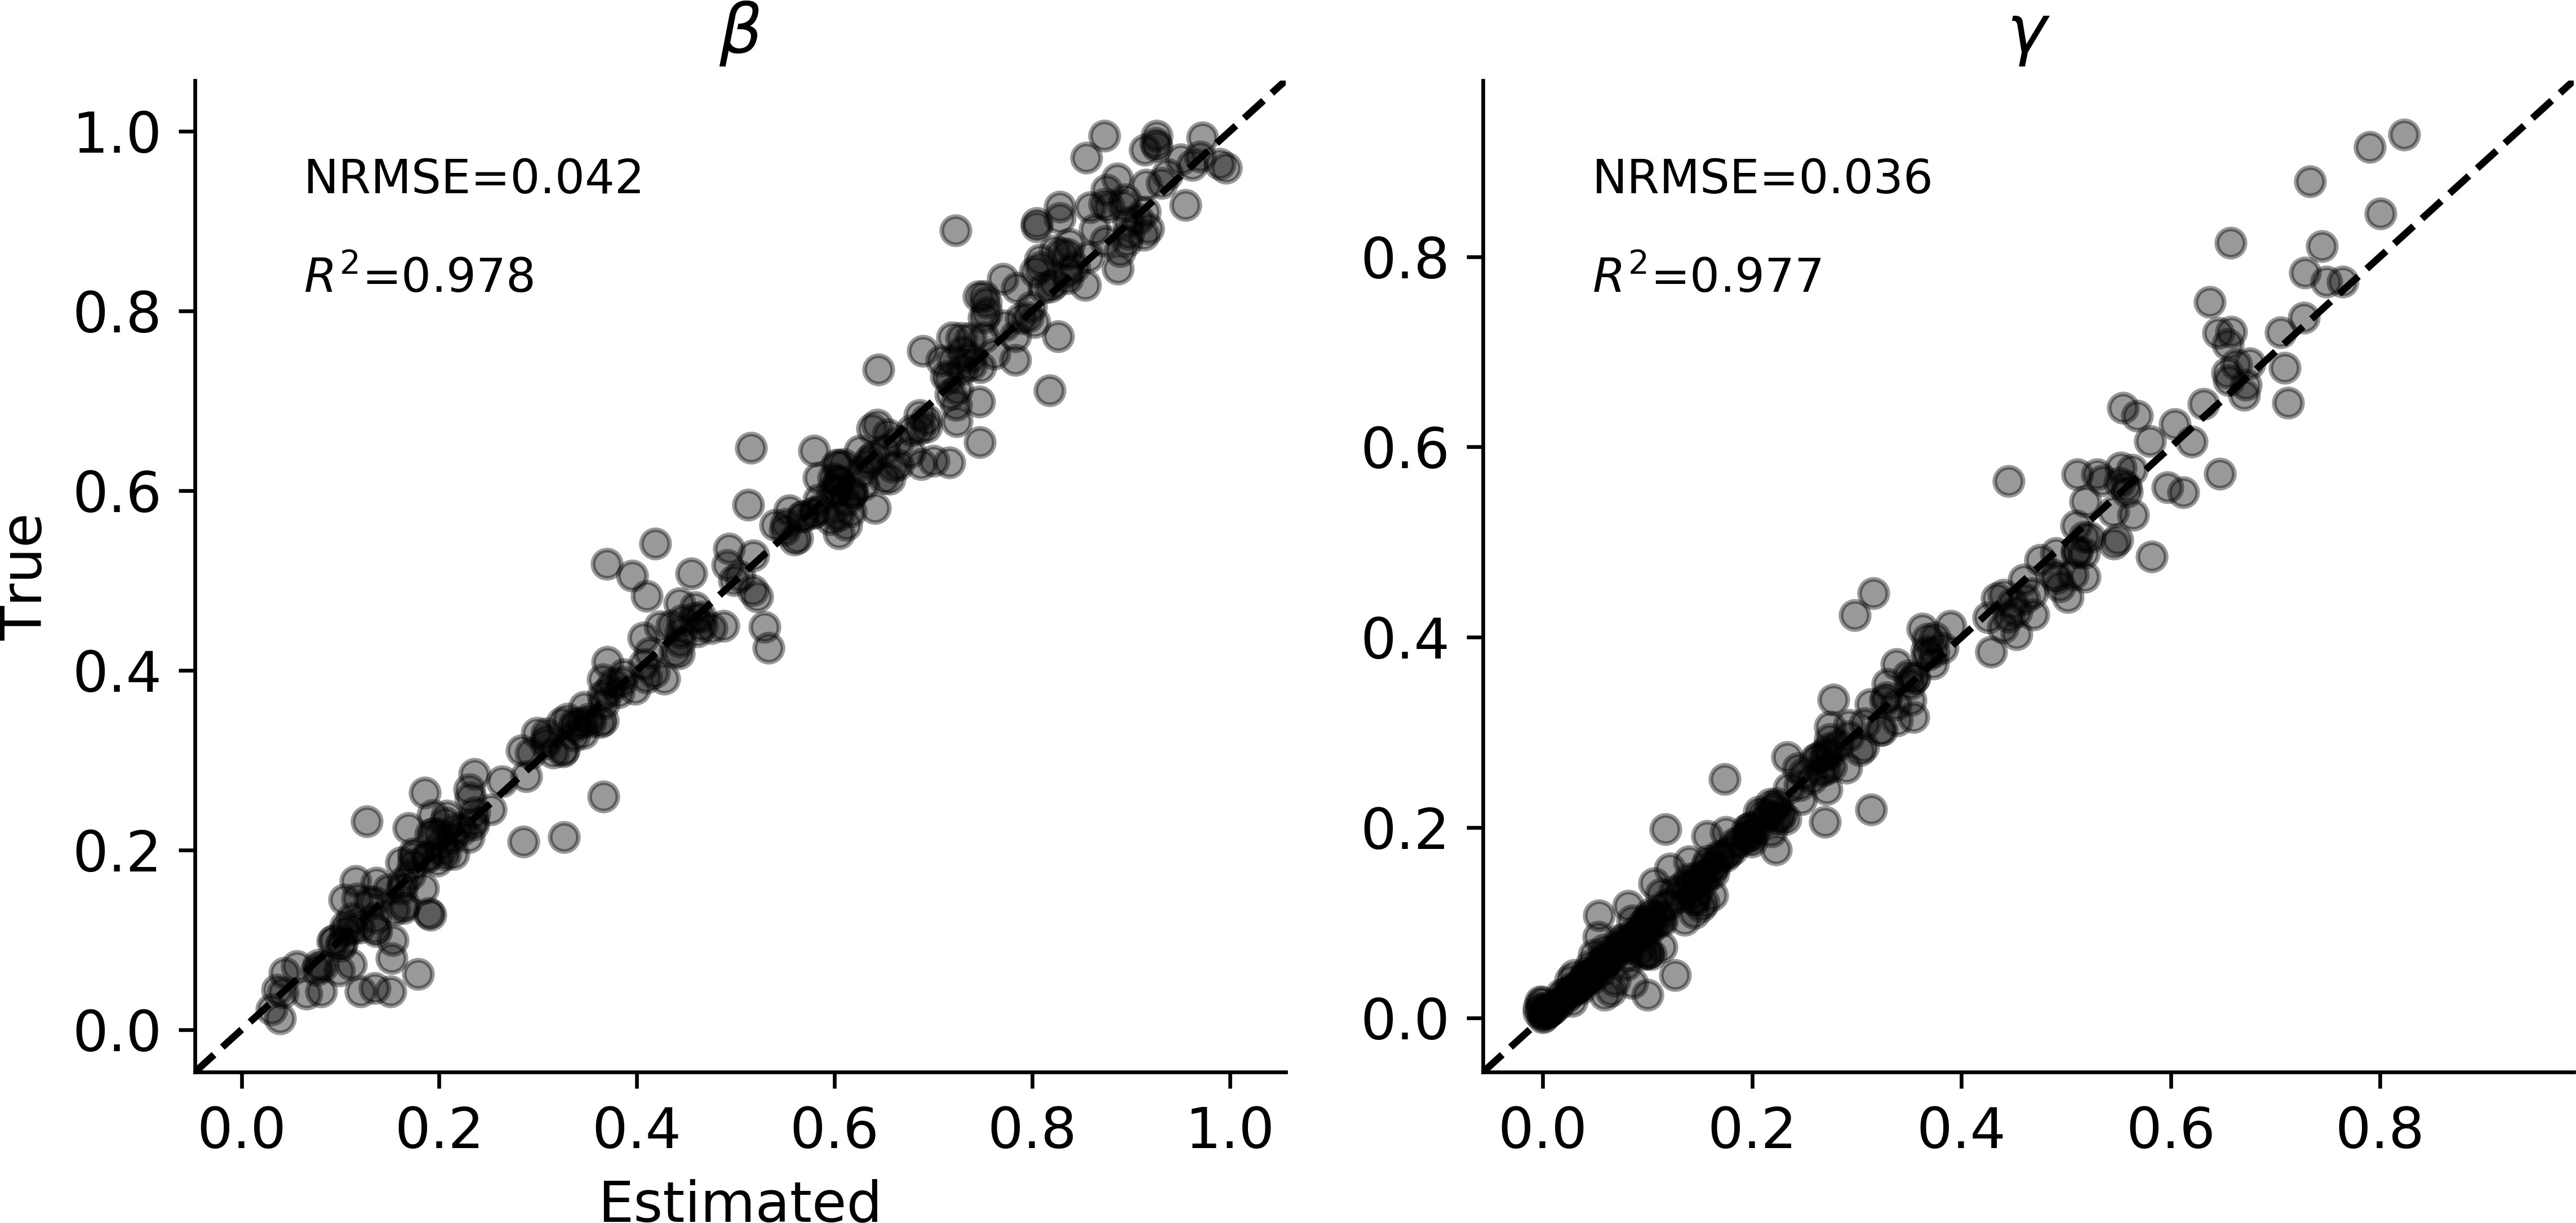 β
NRMSE=0.042
R²=0.978
1.0
0.8
0.6
0.4
0.2
0.0
True
0.0 0.2 0.4 0.6 0.8 1.0
Estimated
γ
NRMSE=0.036
R²=0.977
0.8
0.6
0.4
0.2
0.0
0.0 0.2 0.4 0.6 0.8